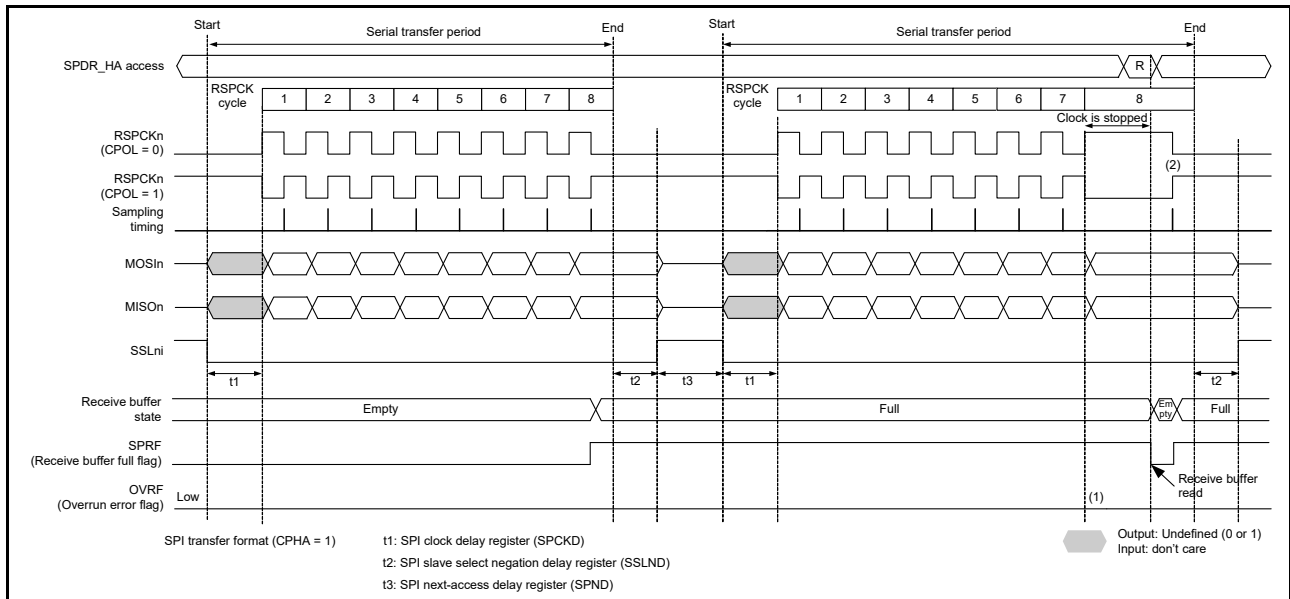 Start
Serial transfer period
End
Start
Serial transfer period
End
SPDR_HA access
R
RSPCK
cycle
1 2 3 4 5 6 7 8
RSPCK
cycle
1 2 3 4 5 6 7 8
Clock is stopped
RSPCKn
(CPOL = 0)
RSPCKn
(CPOL = 1)
(2)
Sampling
timing
MOSIn
MISOn
SSLni
t1
t2
t3
t1
t2
Receive buffer
state
Empty
Full
Em
pty
Full
SPRF
(Receive buffer full flag)
Receive buffer
read
OVRF
(Overrun error flag)
Low
(1)
SPI transfer format (CPHA = 1)
t1: SPI clock delay register (SPCKD)
t2: SPI slave select negation delay register (SSLND)
t3: SPI next-access delay register (SPND)
Output: Undefined (0 or 1)
Input: don't care